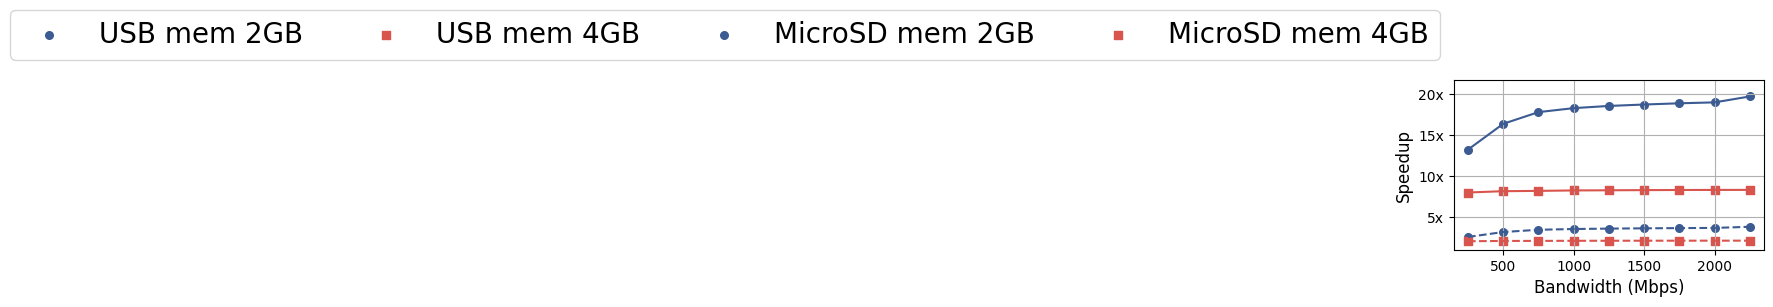 USB mem 2GB USB mem 4GB MicroSD mem 2GB MicroSD mem 4GB
20x
15x
10x
5x
Speedup
500 1000 1500 2000
Bandwidth (Mbps)